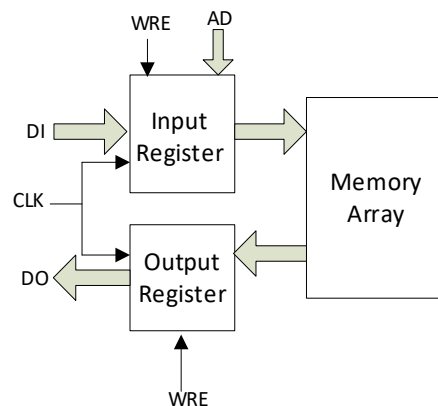 WRE
AD
DI
Input
Register
CLK
Memory
Array
Output
Register
DO
WRE